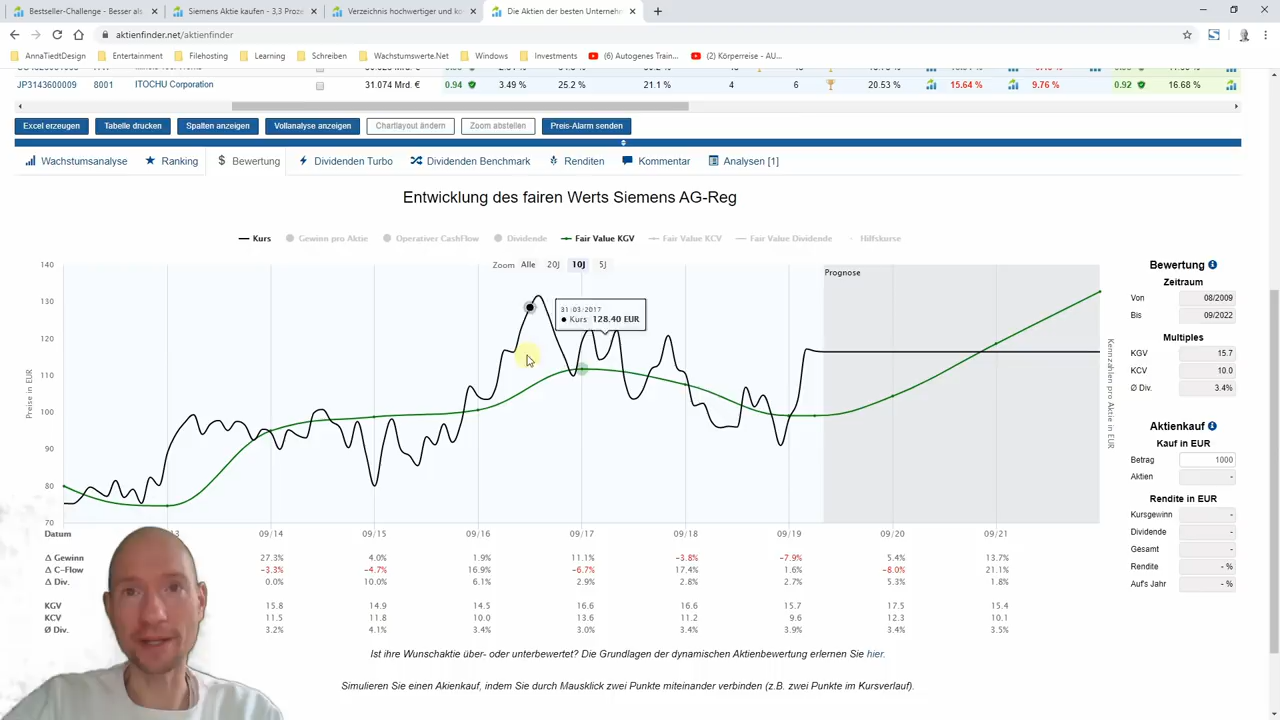 Bestseller-Challenge - Besser als
Siemens Aktie kaufen - 3,3 Prozen
Verzeichnis hochwertiger und kon
Die Aktien der besten Unternehm
aktienfinder.net/aktienfinder
AnnaTiedtDesign Entertainment Filehosting Learning Schreiben Wachstumswerte.Net Windows Investments (6) Autogenes Train... (2) Körperreise - AU...
JP3143600009 8001 ITOCHU Corporation 31.074 Mrd. € 0.94 3.49 % 25.2 % 21.1 % 4 6 20.53 % 15.64 % 9.76 % 0.92 16.68 %
Excel erzeugen Tabelle drucken Spalten anzeigen Vollanalyse anzeigen Chartlayout ändern Zoom abstellen Preis-Alarm senden
Wachstumsanalyse Ranking Bewertung Dividenden Turbo Dividenden Benchmark Renditen Kommentar Analysen [1]
Entwicklung des fairen Werts Siemens AG-Reg
Kurs Gewinn pro Aktie Operativer CashFlow Dividende Fair Value KGV Fair Value KCV Fair Value Dividende Hilfskurse
Zoom Alle 20J 10J 5J
Prognose
31/03/2017
Kurs 128.40 EUR
140
130
120
110
100
90
80
70
Preise in EUR
Kennzahlen pro Aktie in EUR
Datum 13 09/14 09/15 09/16 09/17 09/18 09/19 09/20 09/21
Δ Gewinn 27.3% 4.0% 1.9% 11.1% -3.8% -7.9% 5.4% 13.7%
Δ C-Flow -3.3% -4.7% 16.9% -6.7% 17.4% 1.6% -8.0% 21.1%
Δ Div. 0.0% 10.0% 6.1% 2.9% 2.8% 2.7% 5.3% 1.8%
KGV 15.8 14.9 14.5 16.6 16.6 15.7 17.5 15.4
KCV 11.5 11.8 10.0 13.6 11.2 9.6 12.3 10.1
Ø Div. 3.2% 4.1% 3.4% 3.0% 3.4% 3.9% 3.4% 3.5%
Bewertung
Zeitraum
Von 08/2009
Bis 09/2022
Multiples
KGV 15.7
KCV 10.0
Ø Div. 3.4%
Aktienkauf
Kauf in EUR
Betrag 1000
Aktien -
Rendite in EUR
Kursgewinn -
Dividende -
Gesamt -
Rendite - %
Auf's Jahr - %
Ist ihre Wunschaktie über- oder unterbewertet? Die Grundlagen der dynamischen Aktienbewertung erlernen Sie hier.
Simulieren Sie einen Aktienkauf, indem Sie durch Mausklick zwei Punkte miteinander verbinden (z.B. zwei Punkte im Kursverlauf).